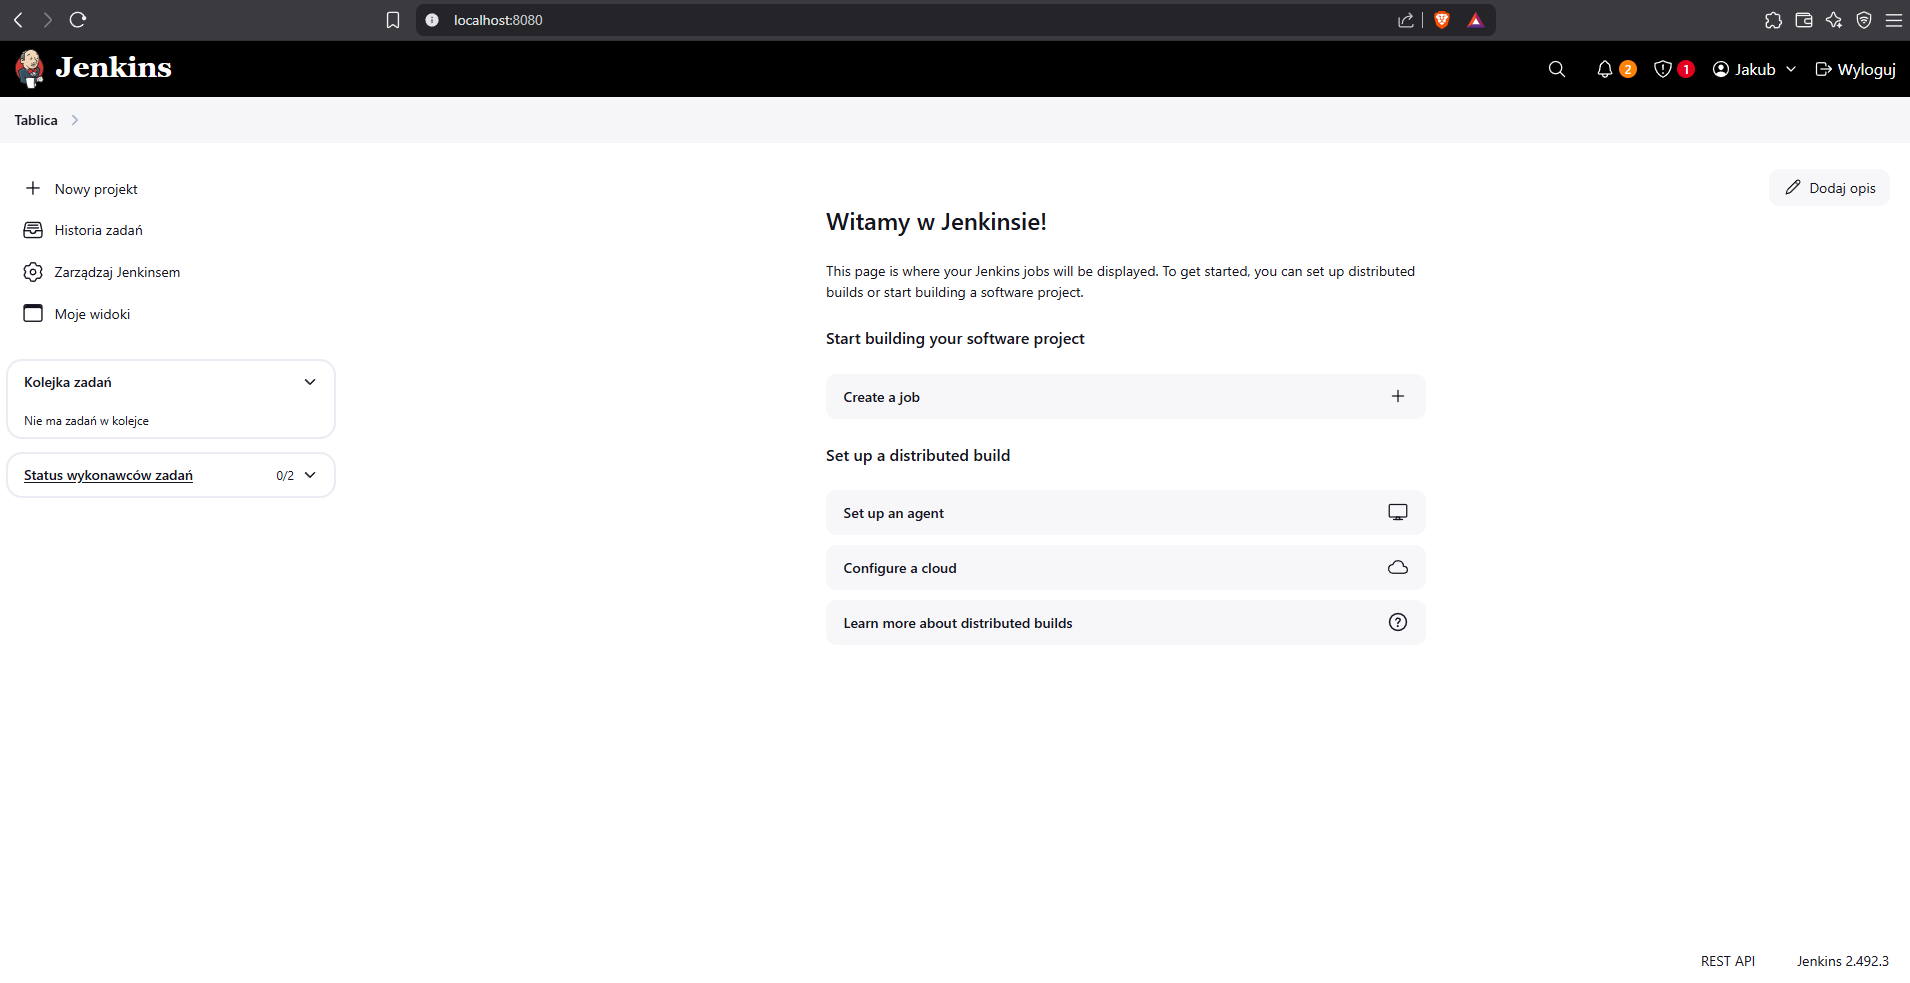 localhost:8080
Jenkins
2
1
Jakub
Wyloguj
Tablica
Nowy projekt
Historia zadań
Zarządzaj Jenkinsem
Moje widoki
Kolejka zadań
Nie ma zadań w kolejce
Status wykonawców zadań
0/2
Dodaj opis
Witamy w Jenkinsie!
This page is where your Jenkins jobs will be displayed. To get started, you can set up distributed
builds or start building a software project.
Start building your software project
Create a job
Set up a distributed build
Set up an agent
Configure a cloud
Learn more about distributed builds
REST API
Jenkins 2.492.3